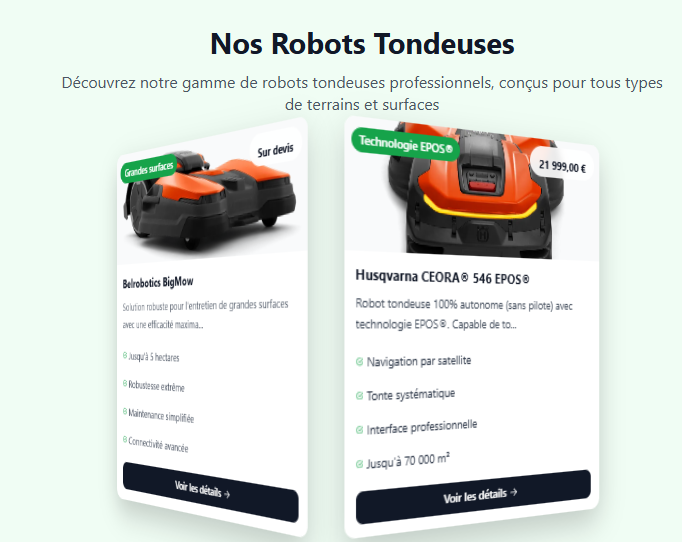 Nos Robots Tondeuses
Découvrez notre gamme de robots tondeuses professionnels, conçus pour tous types
de terrains et surfaces
Grandes surfaces
Sur devis
Belrobotics BigMow
Solution robuste pour l'entretien de grandes surfaces
avec une efficacité maxima...
Jusqu'à 5 hectares
Robustesse extrême
Maintenance simplifiée
Connectivité avancée
Voir les détails →
Technologie EPOS®
21 999,00 €
Husqvarna CEORA® 546 EPOS®
Robot tondeuse 100% autonome (sans pilote) avec
technologie EPOS®. Capable de to...
Navigation par satellite
Tonte systématique
Interface professionnelle
Jusqu'à 70 000 m²
Voir les détails →